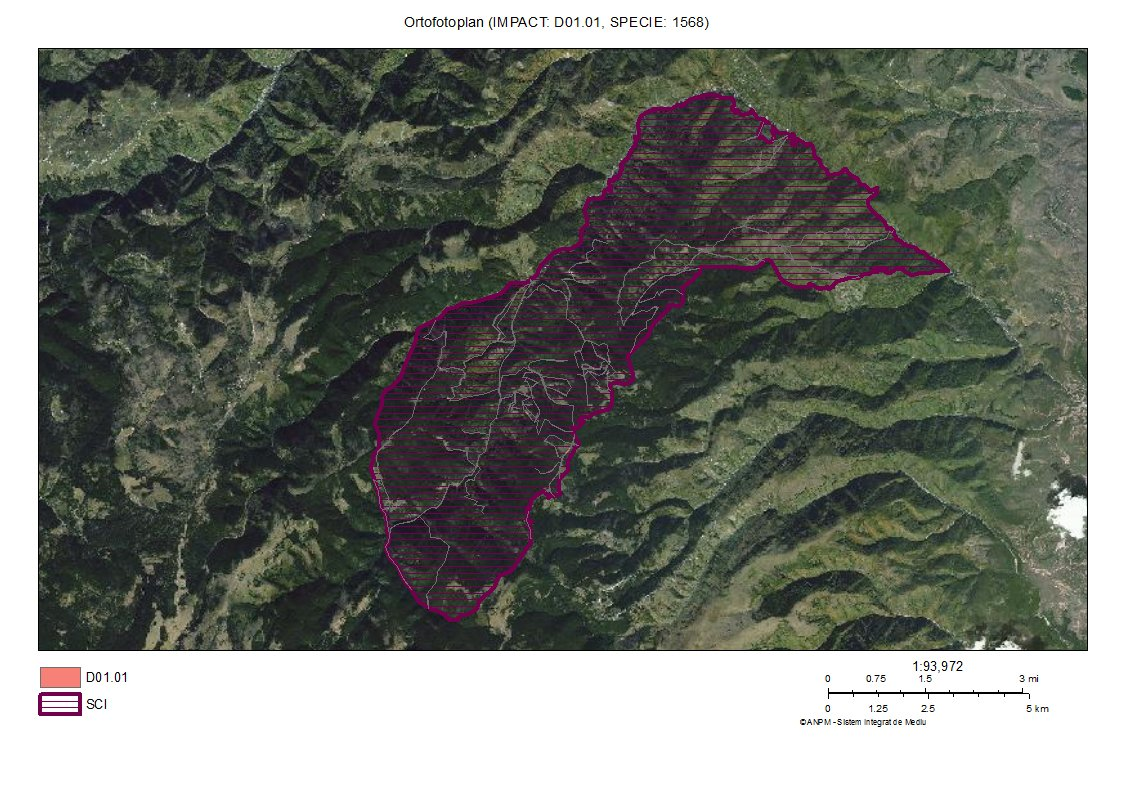 Ortofotoplan (IMPACT: D01.01, SPECIE: 1568)
D01.01
SCI
1:93,972
0 0.75 1.5 3 mi
0 1.25 2.5 5 km
©ANPM - Sistem Integrat de Mediu